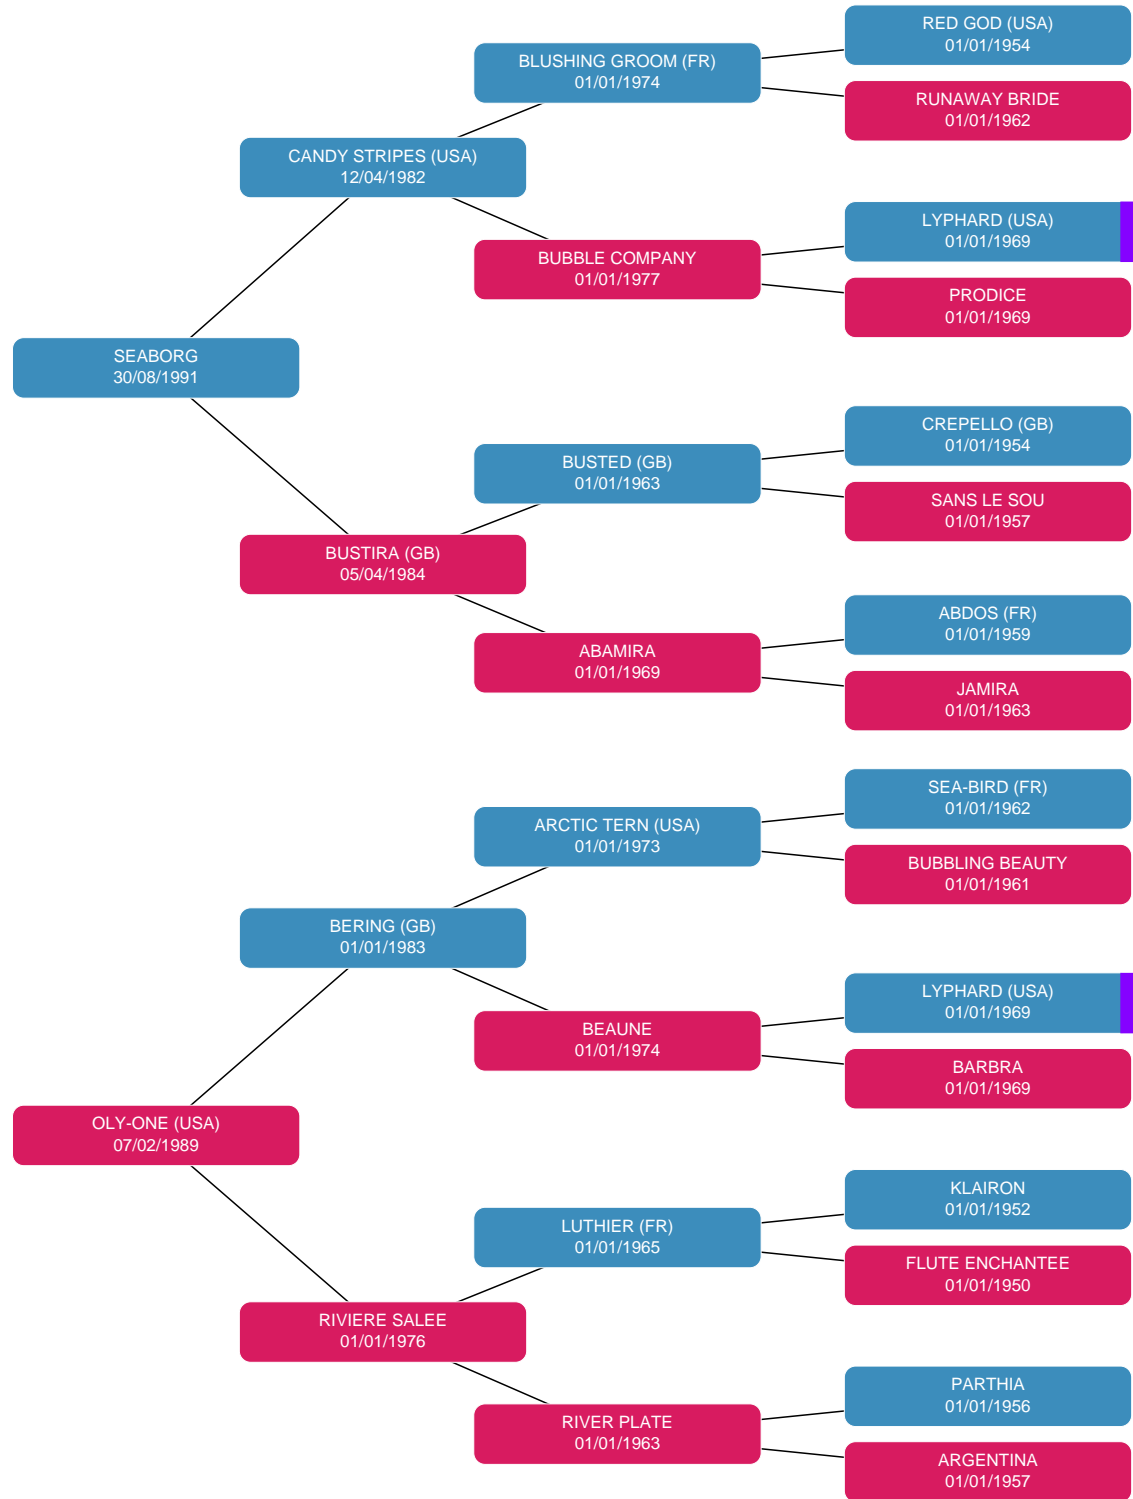 RED GOD (USA)
01/01/1954
BLUSHING GROOM (FR)
01/01/1974
RUNAWAY BRIDE
01/01/1962
CANDY STRIPES (USA)
12/04/1982
LYPHARD (USA)
01/01/1969
BUBBLE COMPANY
01/01/1977
PRODICE
01/01/1969
SEABORG
30/08/1991
CREPELLO (GB)
01/01/1954
BUSTED (GB)
01/01/1963
SANS LE SOU
01/01/1957
BUSTIRA (GB)
05/04/1984
ABDOS (FR)
01/01/1959
ABAMIRA
01/01/1969
JAMIRA
01/01/1963
SEA-BIRD (FR)
01/01/1962
ARCTIC TERN (USA)
01/01/1973
BUBBLING BEAUTY
01/01/1961
BERING (GB)
01/01/1983
LYPHARD (USA)
01/01/1969
BEAUNE
01/01/1974
BARBRA
01/01/1969
OLY-ONE (USA)
07/02/1989
KLAIRON
01/01/1952
LUTHIER (FR)
01/01/1965
FLUTE ENCHANTEE
01/01/1950
RIVIERE SALEE
01/01/1976
PARTHIA
01/01/1956
RIVER PLATE
01/01/1963
ARGENTINA
01/01/1957